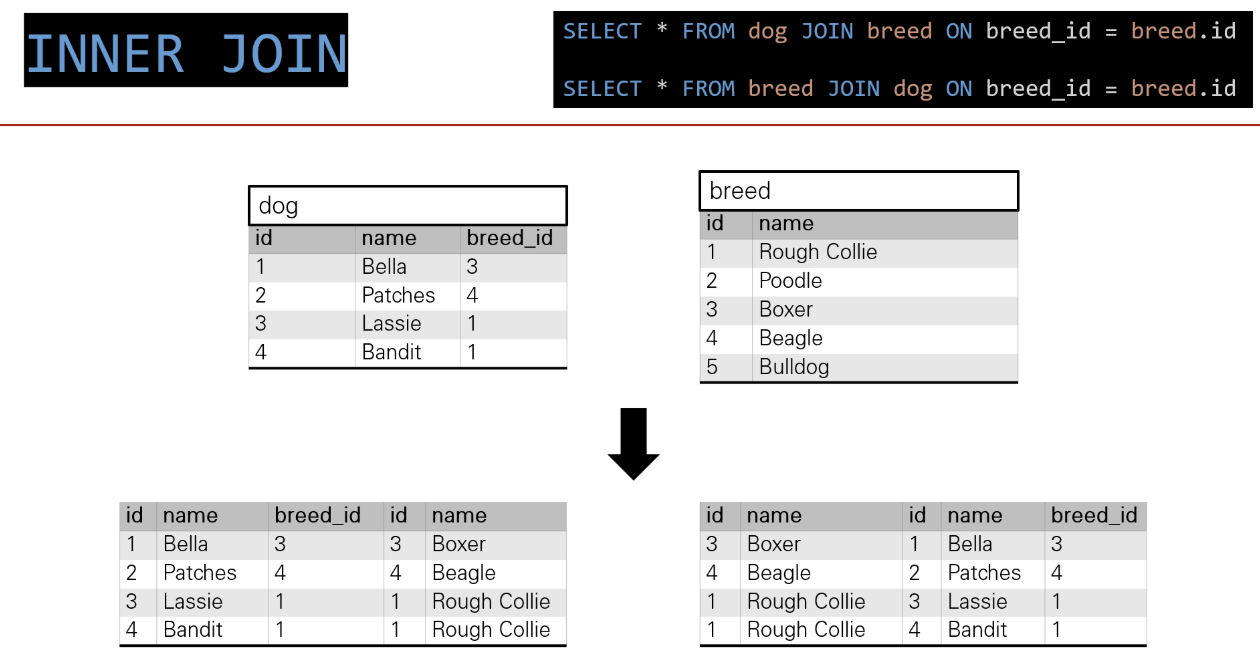 INNER JOIN
SELECT * FROM dog JOIN breed ON breed_id = breed.id
SELECT * FROM breed JOIN dog ON breed_id = breed.id
dog
id name breed_id
1 Bella 3
2 Patches 4
3 Lassie 1
4 Bandit 1
breed
id name
1 Rough Collie
2 Poodle
3 Boxer
4 Beagle
5 Bulldog
id name breed_id id name
1 Bella 3 3 Boxer
2 Patches 4 4 Beagle
3 Lassie 1 1 Rough Collie
4 Bandit 1 1 Rough Collie
id name id name breed_id
3 Boxer 1 Bella 3
4 Beagle 2 Patches 4
1 Rough Collie 3 Lassie 1
1 Rough Collie 4 Bandit 1